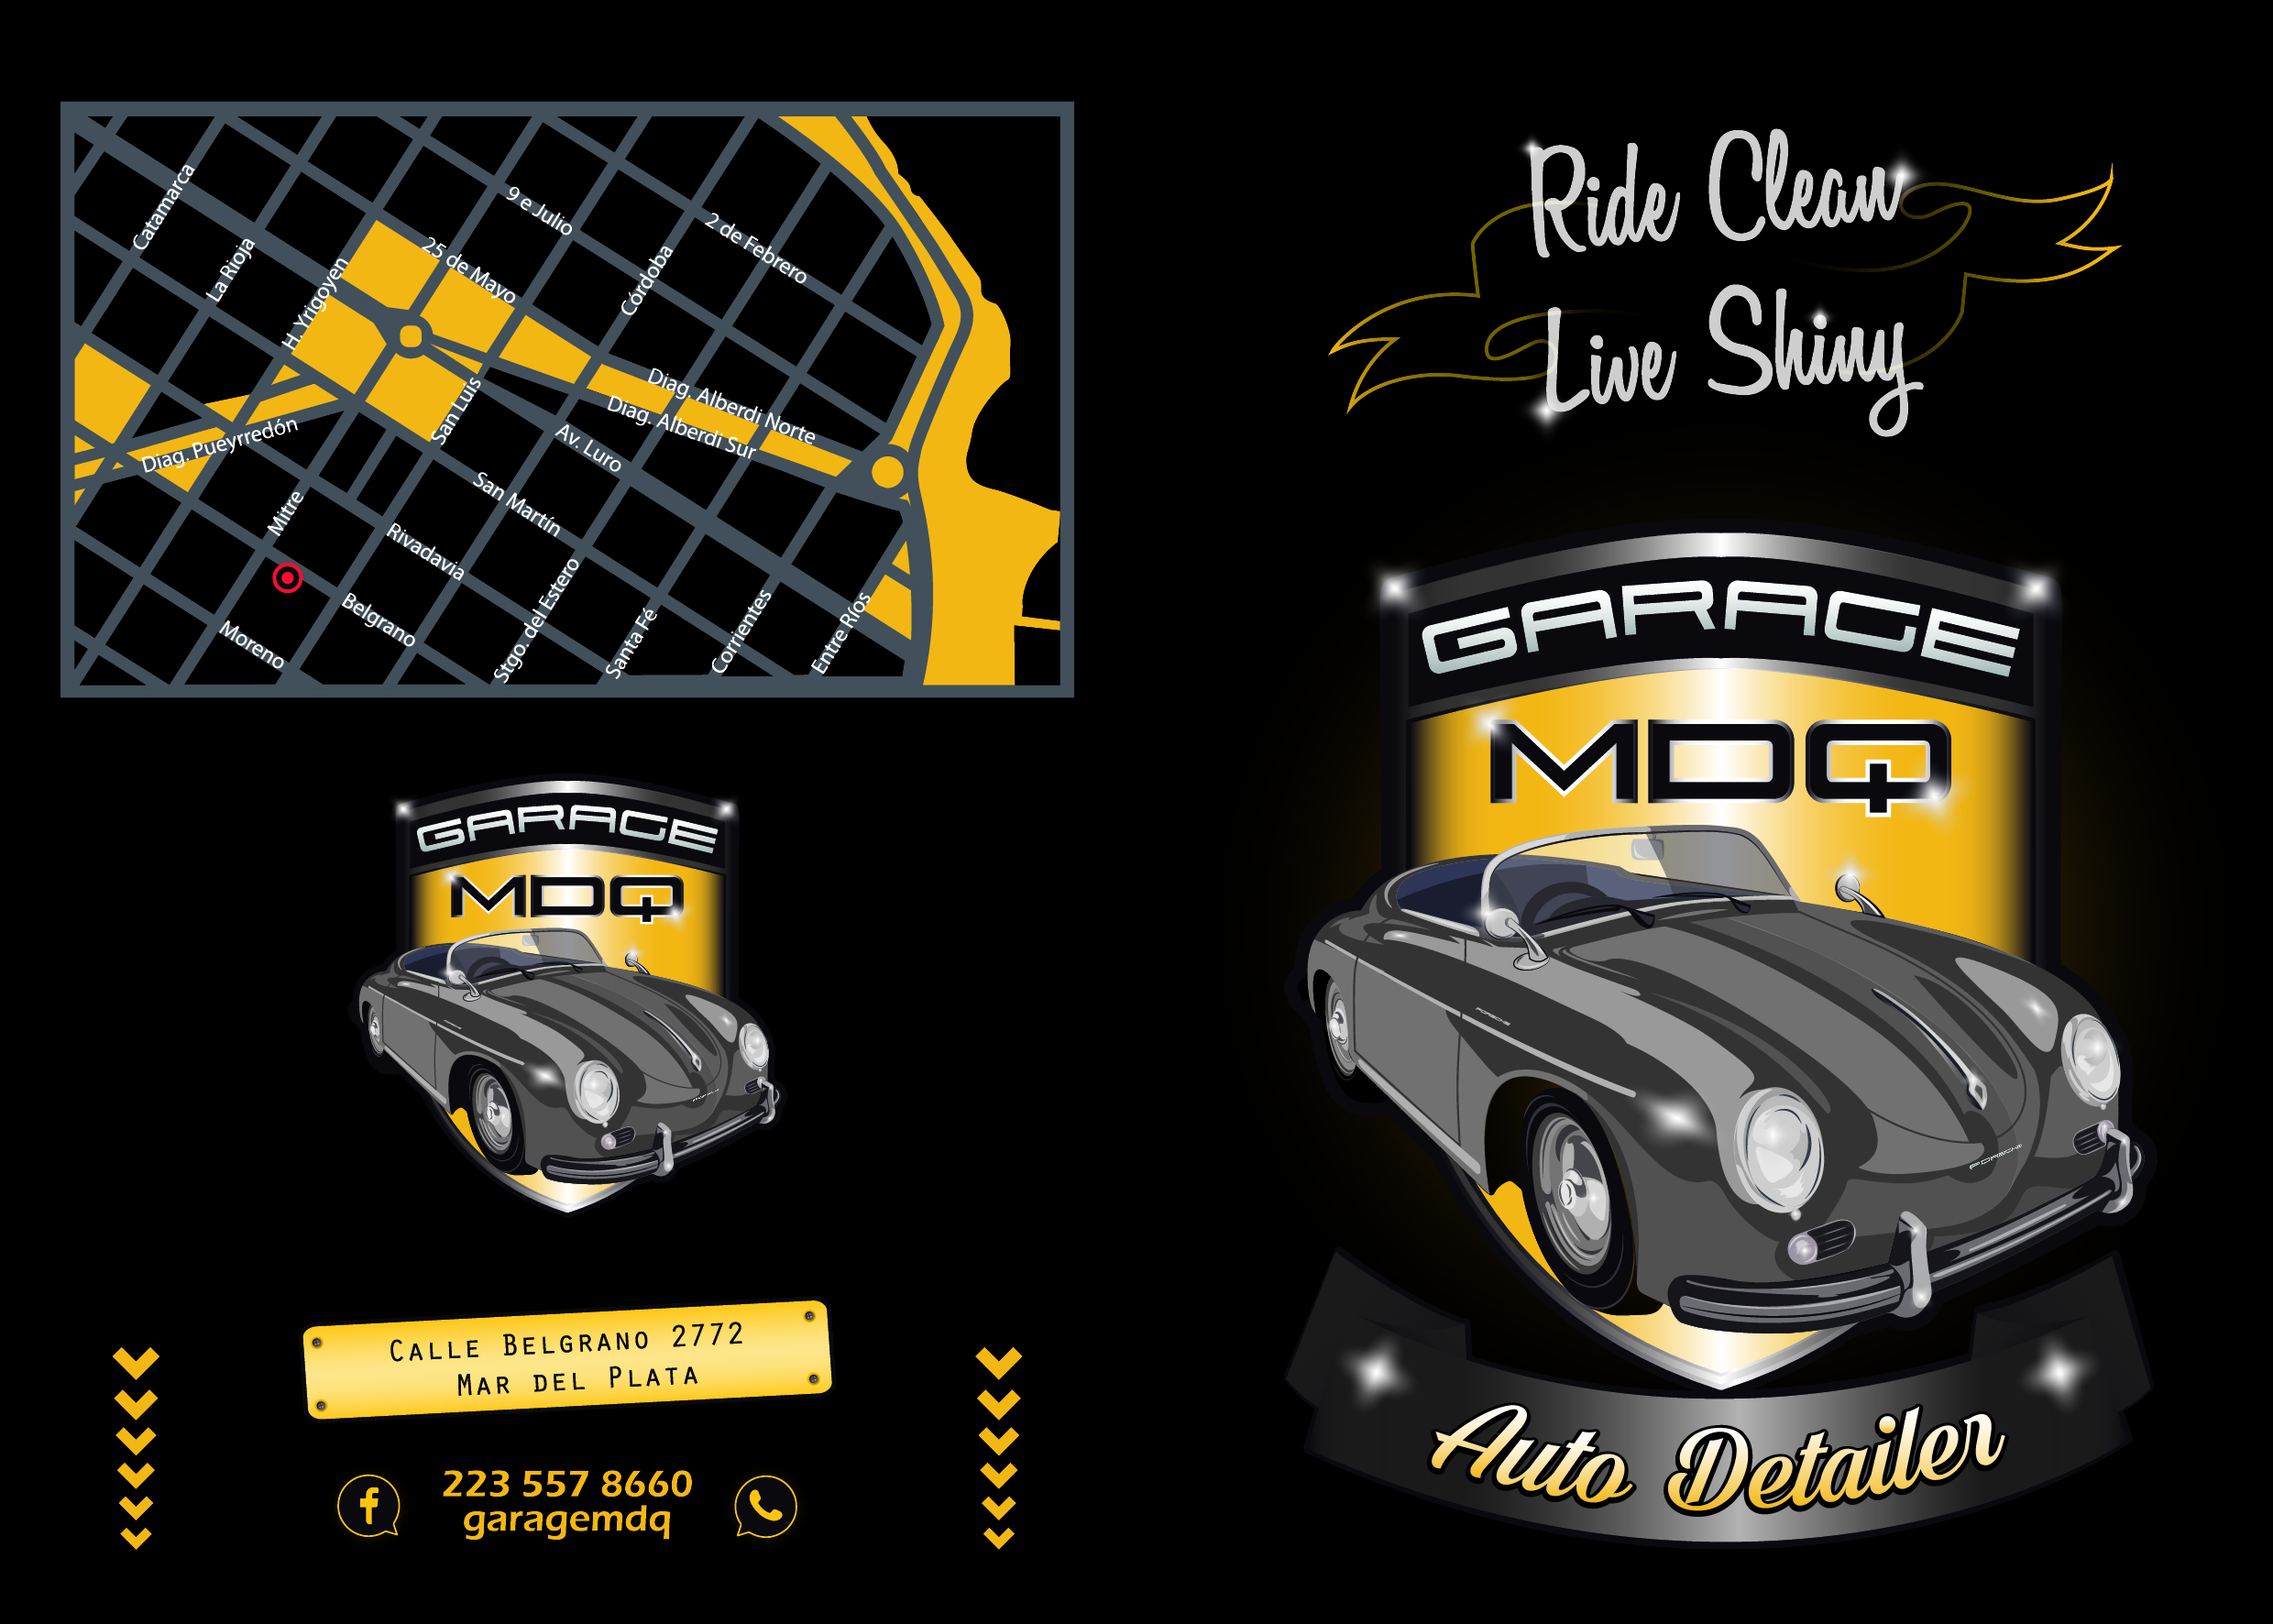 Catamarca
La Rioja
H. Yrigoyen
25 de Mayo
9 e Julio
Córdoba
2 de Febrero
Diag. Alberdi Norte
Diag. Alberdi Sur
San Luis
Av. Luro
Diag. Pueyrredón
San Martín
Mitre
Rivadavia
Belgrano
Moreno
Stgo. del Estero
Santa Fé
Corrientes
Entre Ríos
GARAGE
MDQ
CALLE BELGRANO 2772
MAR DEL PLATA
223 557 8660
garagemdq
Ride Clean
Live Shiny
GARAGE
MDQ
PORSCHE
PORSCHE
Auto Detailer